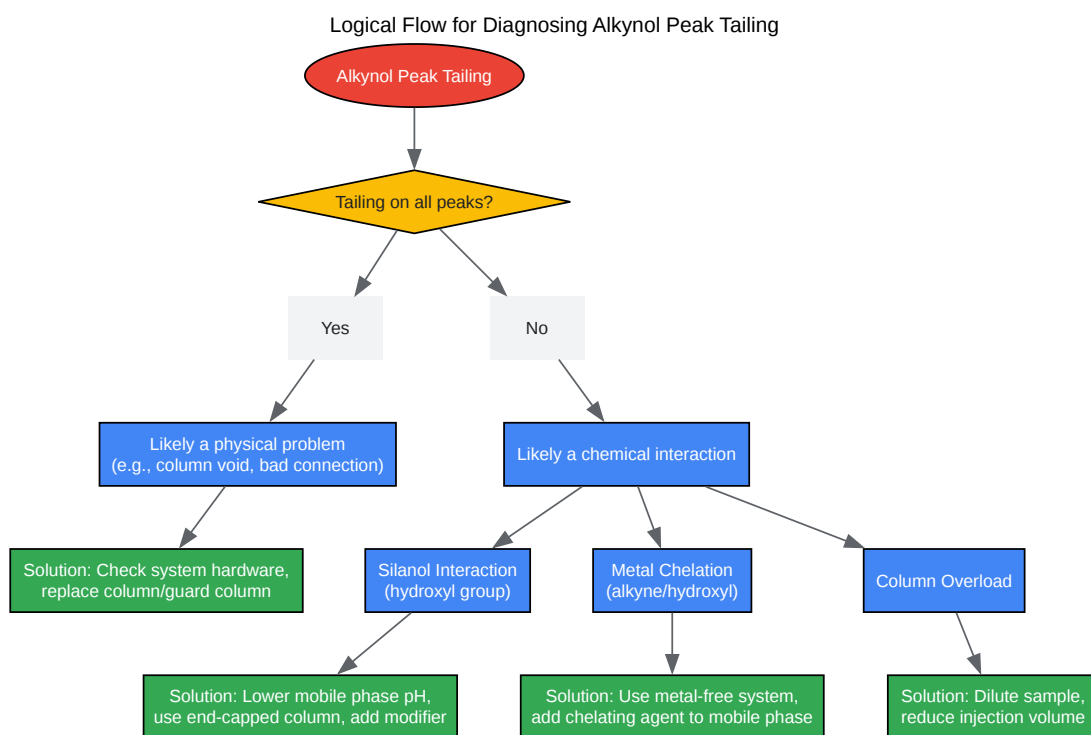 Logical Flow for Diagnosing Alkynol Peak Tailing
Alkynol Peak Tailing
Tailing on all peaks?
Yes
No
Likely a physical problem
(e.g., column void, bad connection)
Likely a chemical interaction
Solution: Check system hardware,
replace column/guard column
Silanol Interaction
(hydroxyl group)
Metal Chelation
(alkyne/hydroxyl)
Column Overload
Solution: Lower mobile phase pH,
use end-capped column, add modifier
Solution: Use metal-free system,
add chelating agent to mobile phase
Solution: Dilute sample,
reduce injection volume